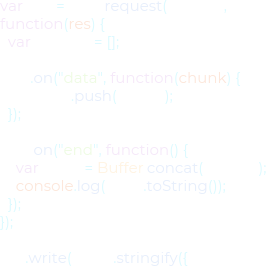 var = request( ,
function(res) {
var = [];
.on("data", function(chunk) {
.push( );
});
.on("end", function() {
var = Buffer.concat( );
console.log( .toString());
});
});
.write( .stringify({